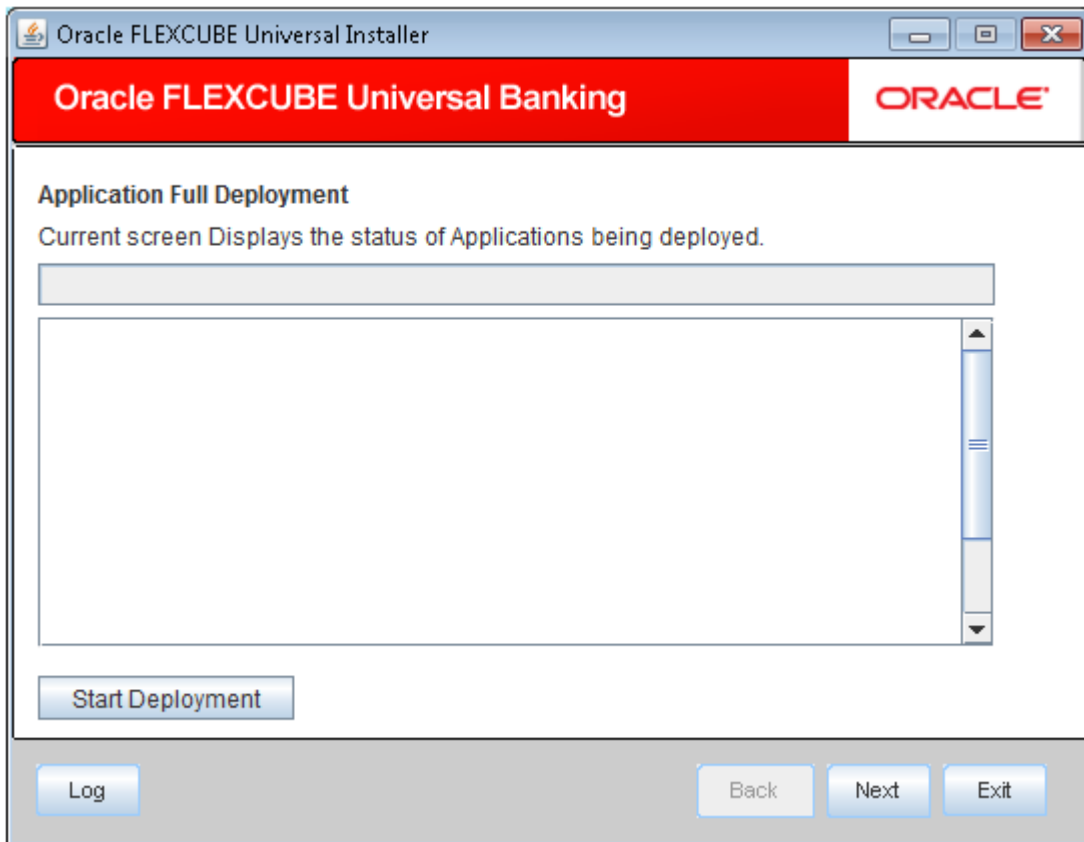 Oracle FLEXCUBE Universal Installer
Oracle FLEXCUBE Universal Banking
ORACLE
Application Full Deployment
Current screen Displays the status of Applications being deployed.
Start Deployment
Log
Back
Next
Exit